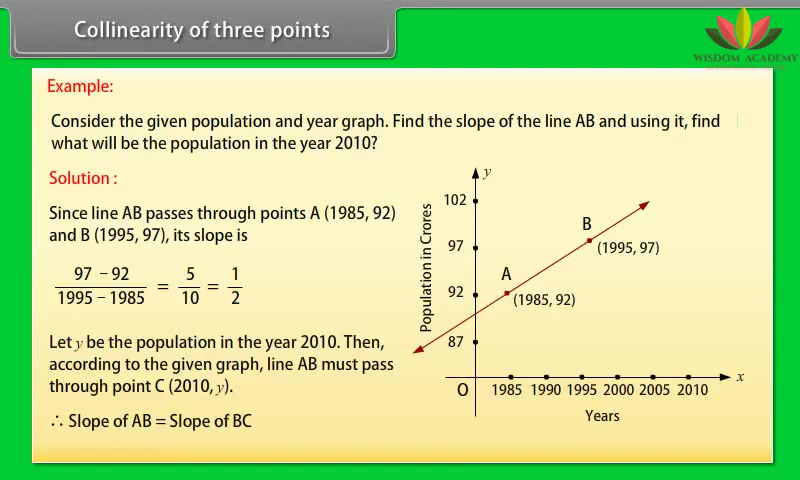 Collinearity of three points
WISDOM ACADEMY
Example:
Consider the given population and year graph. Find the slope of the line AB and using it, find
what will be the population in the year 2010?
Solution :
Since line AB passes through points A (1985, 92)
and B (1995, 97), its slope is
97 − 92 / 1995 − 1985 = 5 / 10 = 1 / 2
Let y be the population in the year 2010. Then,
according to the given graph, line AB must pass
through point C (2010, y).
∴ Slope of AB = Slope of BC
y
102
97
92
87
Population in Crores
B
(1995, 97)
A
(1985, 92)
O
x
1985 1990 1995 2000 2005 2010
Years